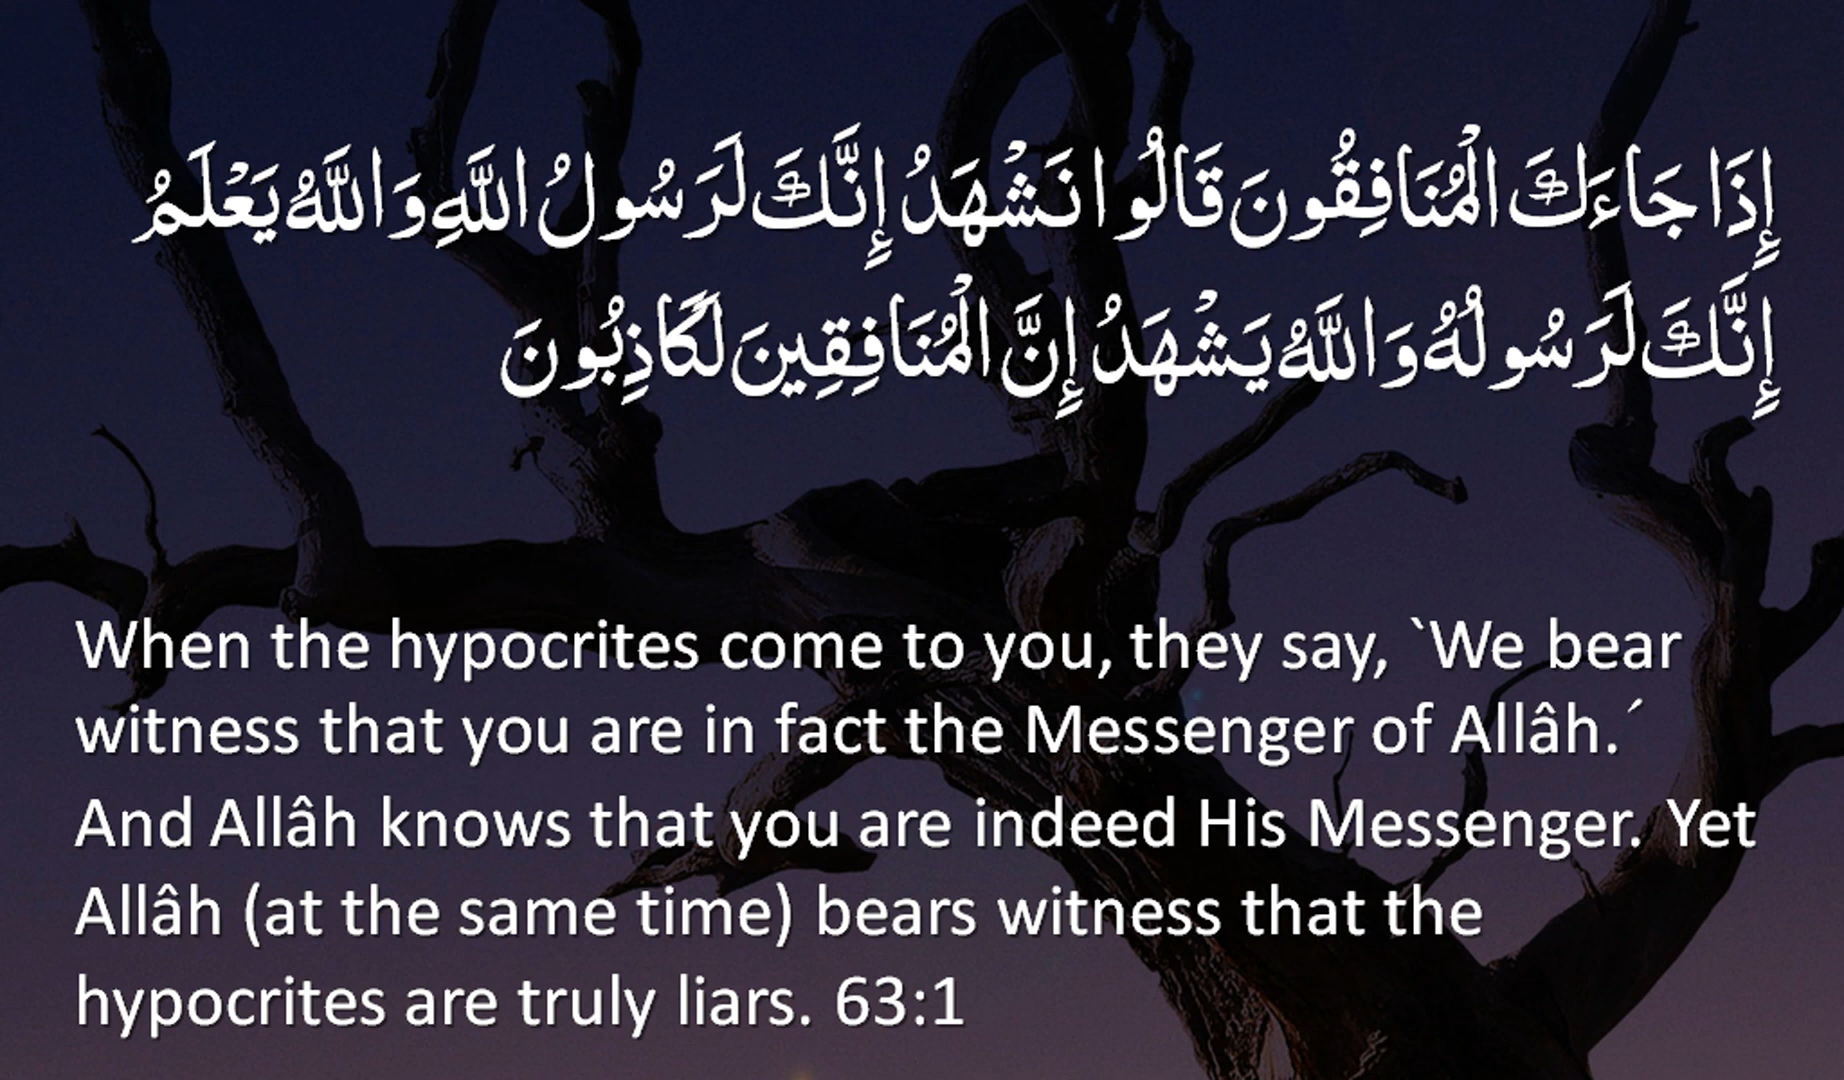 إِذَا جَاءَكَ الْمُنَافِقُونَ قَالُوا نَشْهَدُ إِنَّكَ لَرَسُولُ اللَّهِ وَاللَّهُ يَعْلَمُ
إِنَّكَ لَرَسُولُهُ وَاللَّهُ يَشْهَدُ إِنَّ الْمُنَافِقِينَ لَكَاذِبُونَ
When the hypocrites come to you, they say, `We bear
witness that you are in fact the Messenger of Allâh.´
And Allâh knows that you are indeed His Messenger. Yet
Allâh (at the same time) bears witness that the
hypocrites are truly liars. 63:1